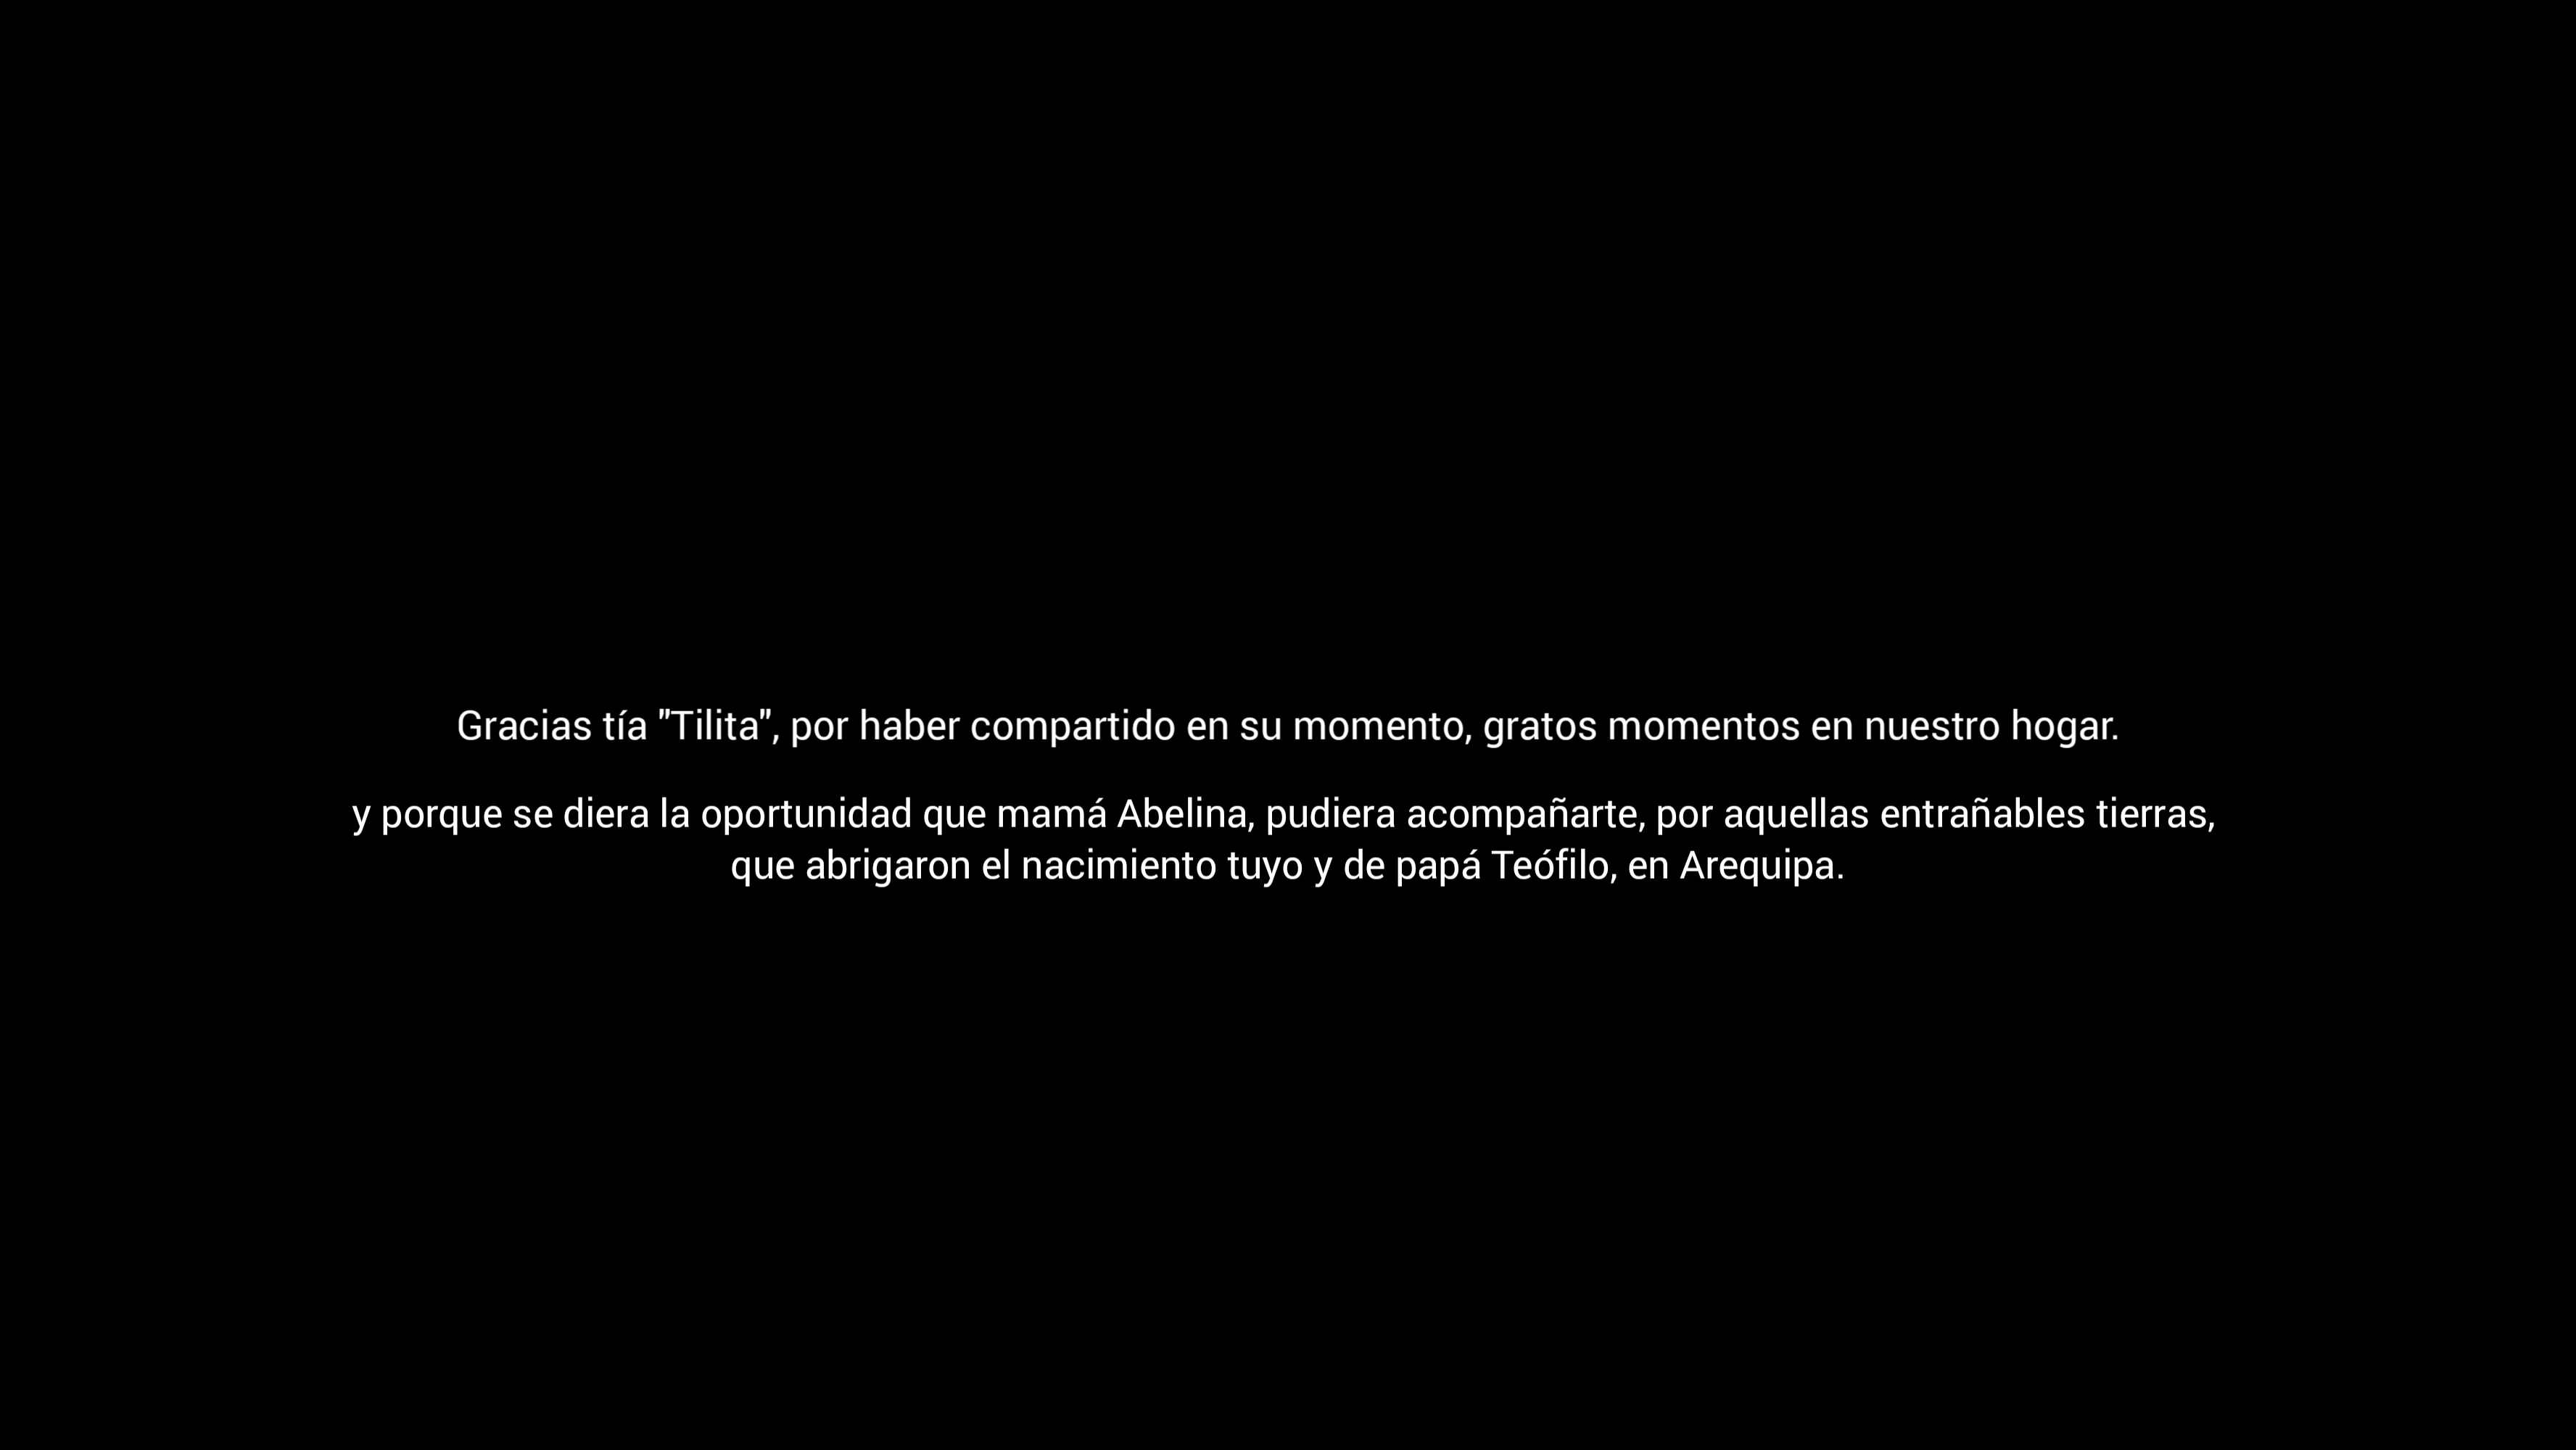 Gracias tía "Tilita", por haber compartido en su momento, gratos momentos en nuestro hogar.
y porque se diera la oportunidad que mamá Abelina, pudiera acompañarte, por aquellas entrañables tierras,
que abrigaron el nacimiento tuyo y de papá Teófilo, en Arequipa.